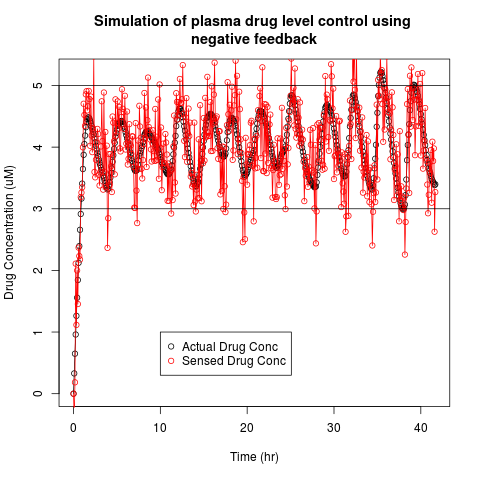 Simulation of plasma drug level control using
negative feedback
Drug Concentration (uM)
5
4
3
2
1
0
Actual Drug Conc
Sensed Drug Conc
0
10
20
30
40
Time (hr)